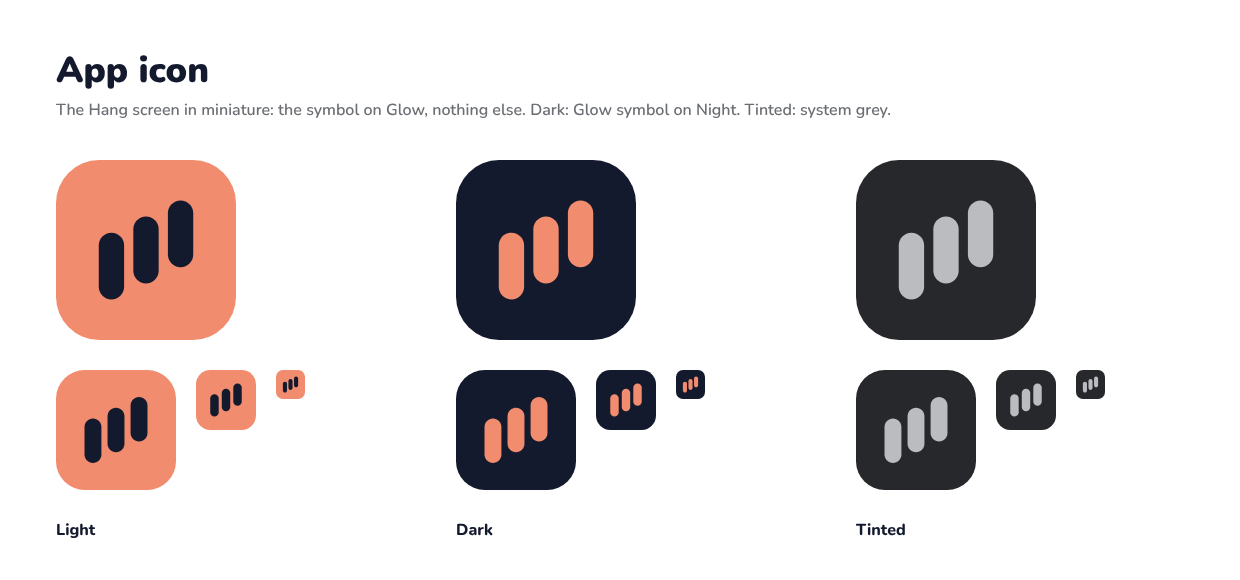 App icon
The Hang screen in miniature: the symbol on Glow, nothing else. Dark: Glow symbol on Night. Tinted: system grey.
Light
Dark
Tinted